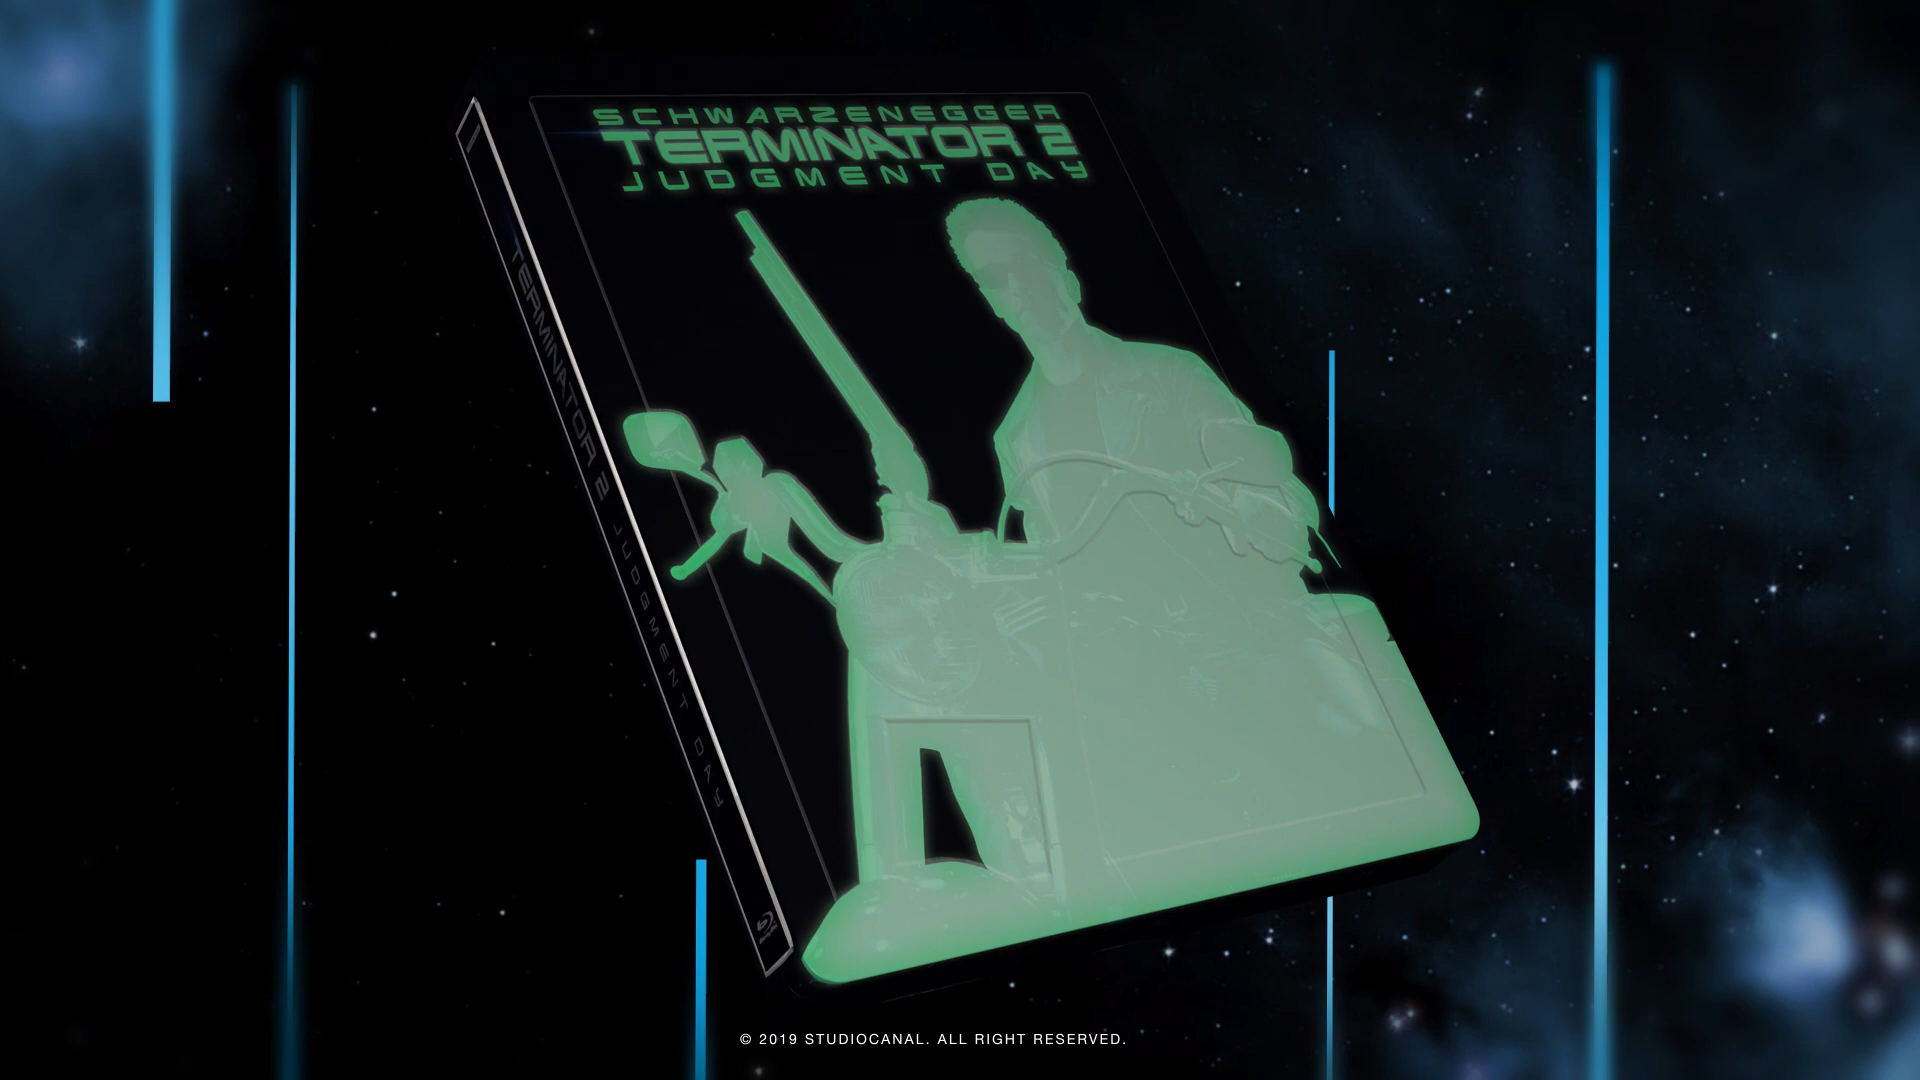 SCHWARZENEGGER
TERMINATOR 2
JUDGMENT DAY
TERMINATOR 2 JUDGMENT DAY
© 2019 STUDIOCANAL. ALL RIGHT RESERVED.